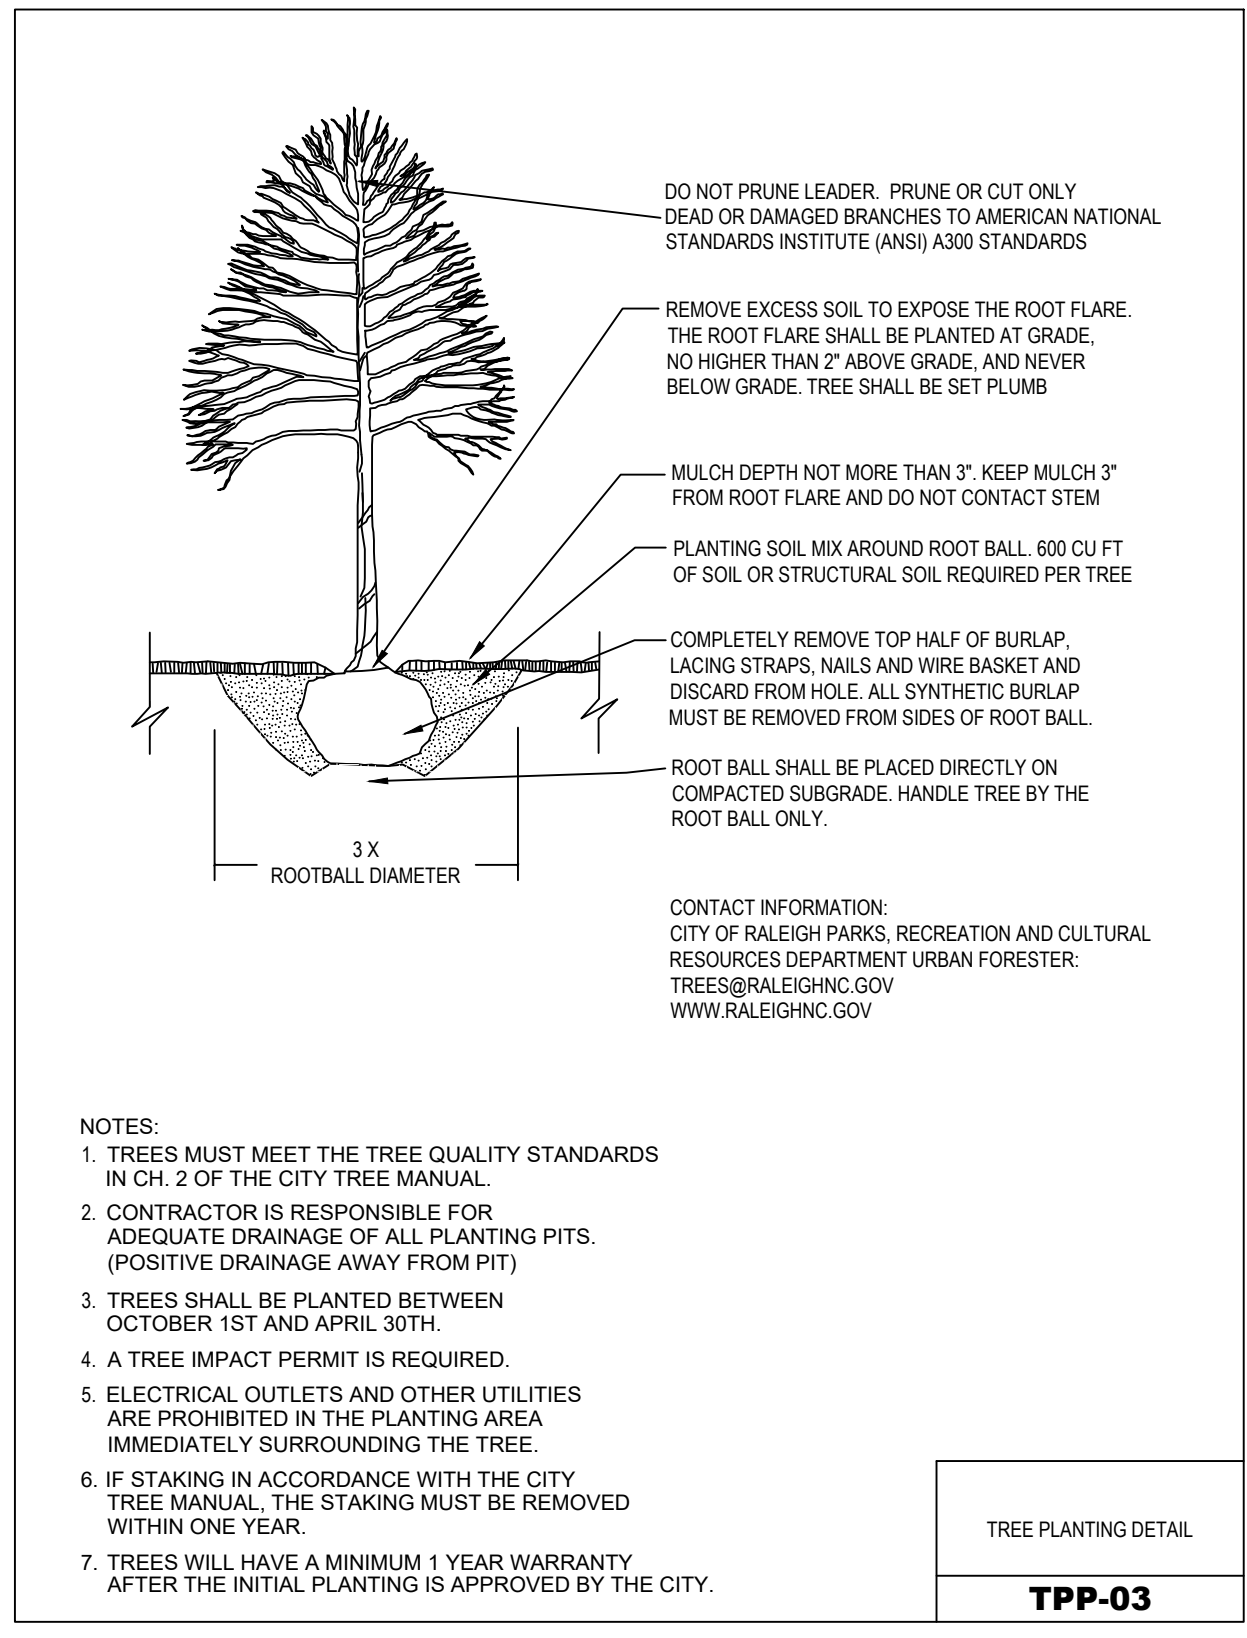 DO NOT PRUNE LEADER. PRUNE OR CUT ONLY
DEAD OR DAMAGED BRANCHES TO AMERICAN NATIONAL
STANDARDS INSTITUTE (ANSI) A300 STANDARDS
REMOVE EXCESS SOIL TO EXPOSE THE ROOT FLARE.
THE ROOT FLARE SHALL BE PLANTED AT GRADE,
NO HIGHER THAN 2" ABOVE GRADE, AND NEVER
BELOW GRADE. TREE SHALL BE SET PLUMB
MULCH DEPTH NOT MORE THAN 3". KEEP MULCH 3"
FROM ROOT FLARE AND DO NOT CONTACT STEM
PLANTING SOIL MIX AROUND ROOT BALL. 600 CU FT
OF SOIL OR STRUCTURAL SOIL REQUIRED PER TREE
COMPLETELY REMOVE TOP HALF OF BURLAP,
LACING STRAPS, NAILS AND WIRE BASKET AND
DISCARD FROM HOLE. ALL SYNTHETIC BURLAP
MUST BE REMOVED FROM SIDES OF ROOT BALL.
ROOT BALL SHALL BE PLACED DIRECTLY ON
COMPACTED SUBGRADE. HANDLE TREE BY THE
ROOT BALL ONLY.
3 X
ROOTBALL DIAMETER
CONTACT INFORMATION:
CITY OF RALEIGH PARKS, RECREATION AND CULTURAL
RESOURCES DEPARTMENT URBAN FORESTER:
TREES@RALEIGHNC.GOV
WWW.RALEIGHNC.GOV
NOTES:
1. TREES MUST MEET THE TREE QUALITY STANDARDS
IN CH. 2 OF THE CITY TREE MANUAL.
2. CONTRACTOR IS RESPONSIBLE FOR
ADEQUATE DRAINAGE OF ALL PLANTING PITS.
(POSITIVE DRAINAGE AWAY FROM PIT)
3. TREES SHALL BE PLANTED BETWEEN
OCTOBER 1ST AND APRIL 30TH.
4. A TREE IMPACT PERMIT IS REQUIRED.
5. ELECTRICAL OUTLETS AND OTHER UTILITIES
ARE PROHIBITED IN THE PLANTING AREA
IMMEDIATELY SURROUNDING THE TREE.
6. IF STAKING IN ACCORDANCE WITH THE CITY
TREE MANUAL, THE STAKING MUST BE REMOVED
WITHIN ONE YEAR.
7. TREES WILL HAVE A MINIMUM 1 YEAR WARRANTY
AFTER THE INITIAL PLANTING IS APPROVED BY THE CITY.
TREE PLANTING DETAIL
TPP-03